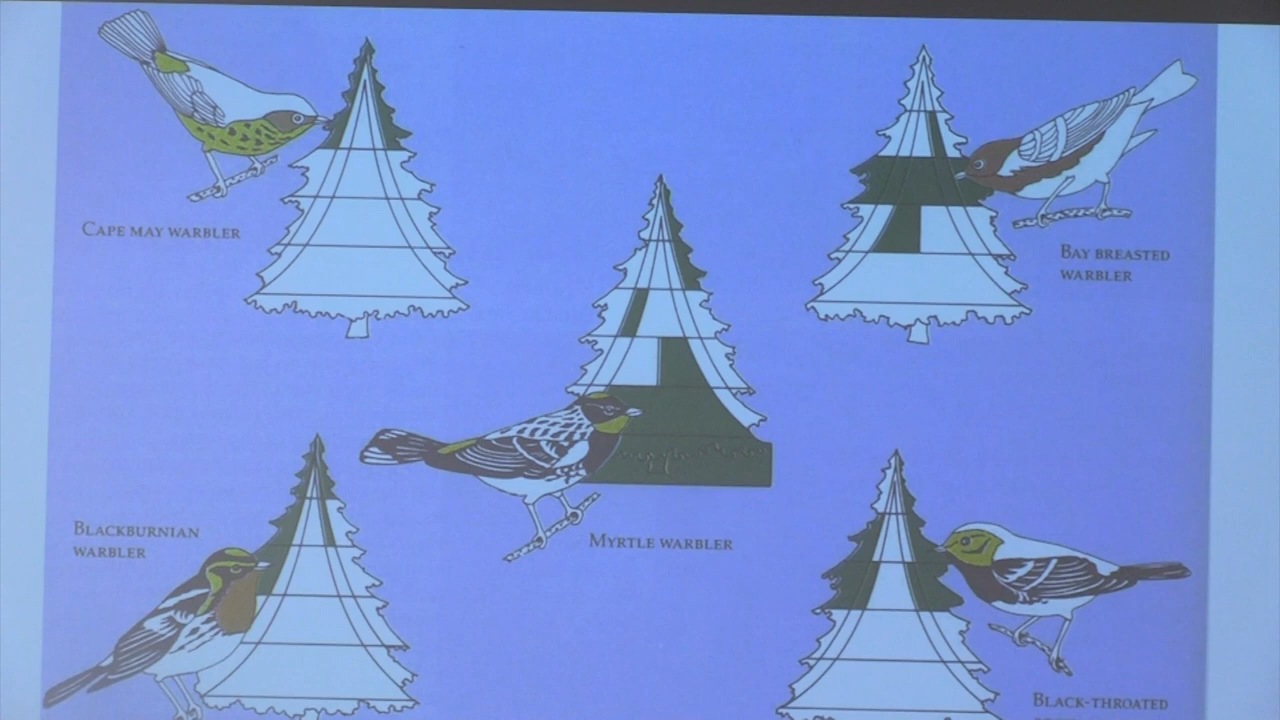 CAPE MAY WARBLER
BAY BREASTED
WARBLER
BLACKBURNIAN
WARBLER
MYRTLE WARBLER
BLACK-THROATED